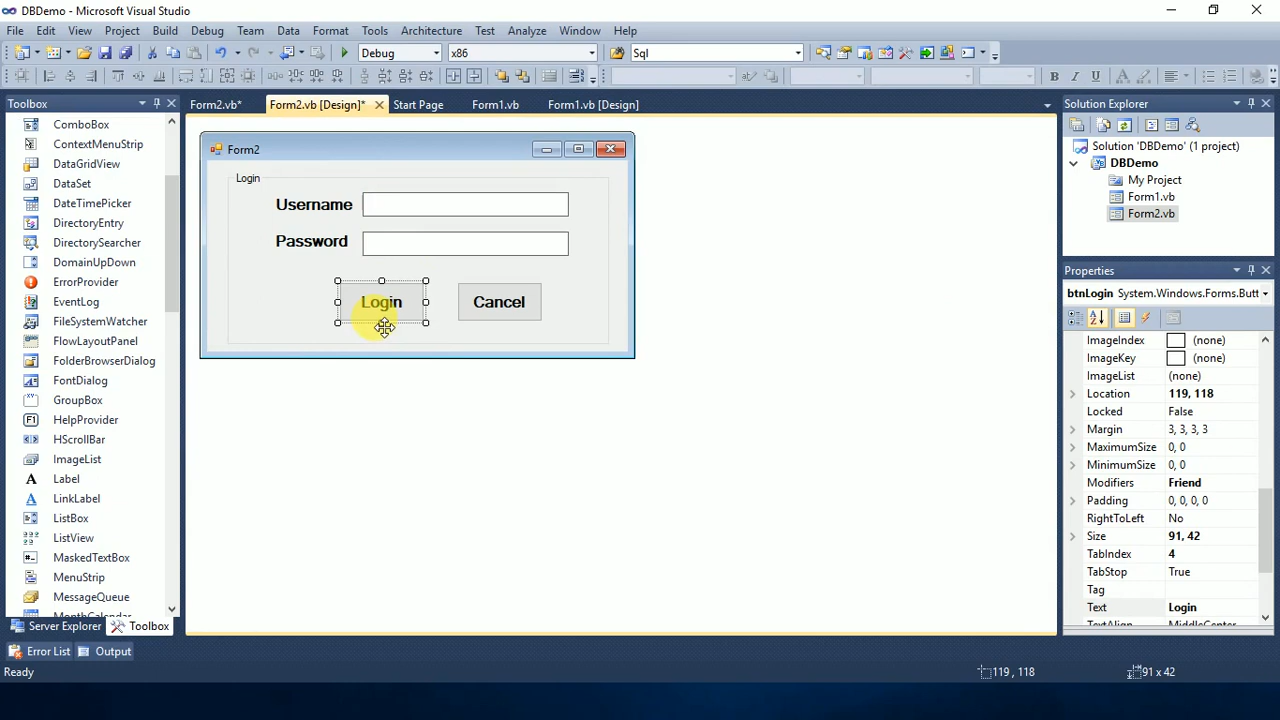 DBDemo - Microsoft Visual Studio
File Edit View Project Build Debug Team Data Format Tools Architecture Test Analyze Window Help
Debug x86 Sql
Toolbox
ComboBox
ContextMenuStrip
DataGridView
DataSet
DateTimePicker
DirectoryEntry
DirectorySearcher
DomainUpDown
ErrorProvider
EventLog
FileSystemWatcher
FlowLayoutPanel
FolderBrowserDialog
FontDialog
GroupBox
HelpProvider
HScrollBar
ImageList
Label
LinkLabel
ListBox
ListView
MaskedTextBox
MenuStrip
MessageQueue
MonthCalendar
Server Explorer Toolbox
Form2.vb* Form2.vb [Design]* Start Page Form1.vb Form1.vb [Design]
Form2
Login
Username
Password
Login Cancel
Solution Explorer
Solution 'DBDemo' (1 project)
DBDemo
My Project
Form1.vb
Form2.vb
Properties
btnLogin System.Windows.Forms.Butt
ImageIndex (none)
ImageKey (none)
ImageList (none)
Location 119, 118
Locked False
Margin 3, 3, 3, 3
MaximumSize 0, 0
MinimumSize 0, 0
Modifiers Friend
Padding 0, 0, 0, 0
RightToLeft No
Size 91, 42
TabIndex 4
TabStop True
Tag
Text Login
TextAlign MiddleCenter
Error List Output
Ready 119 , 118 91 x 42